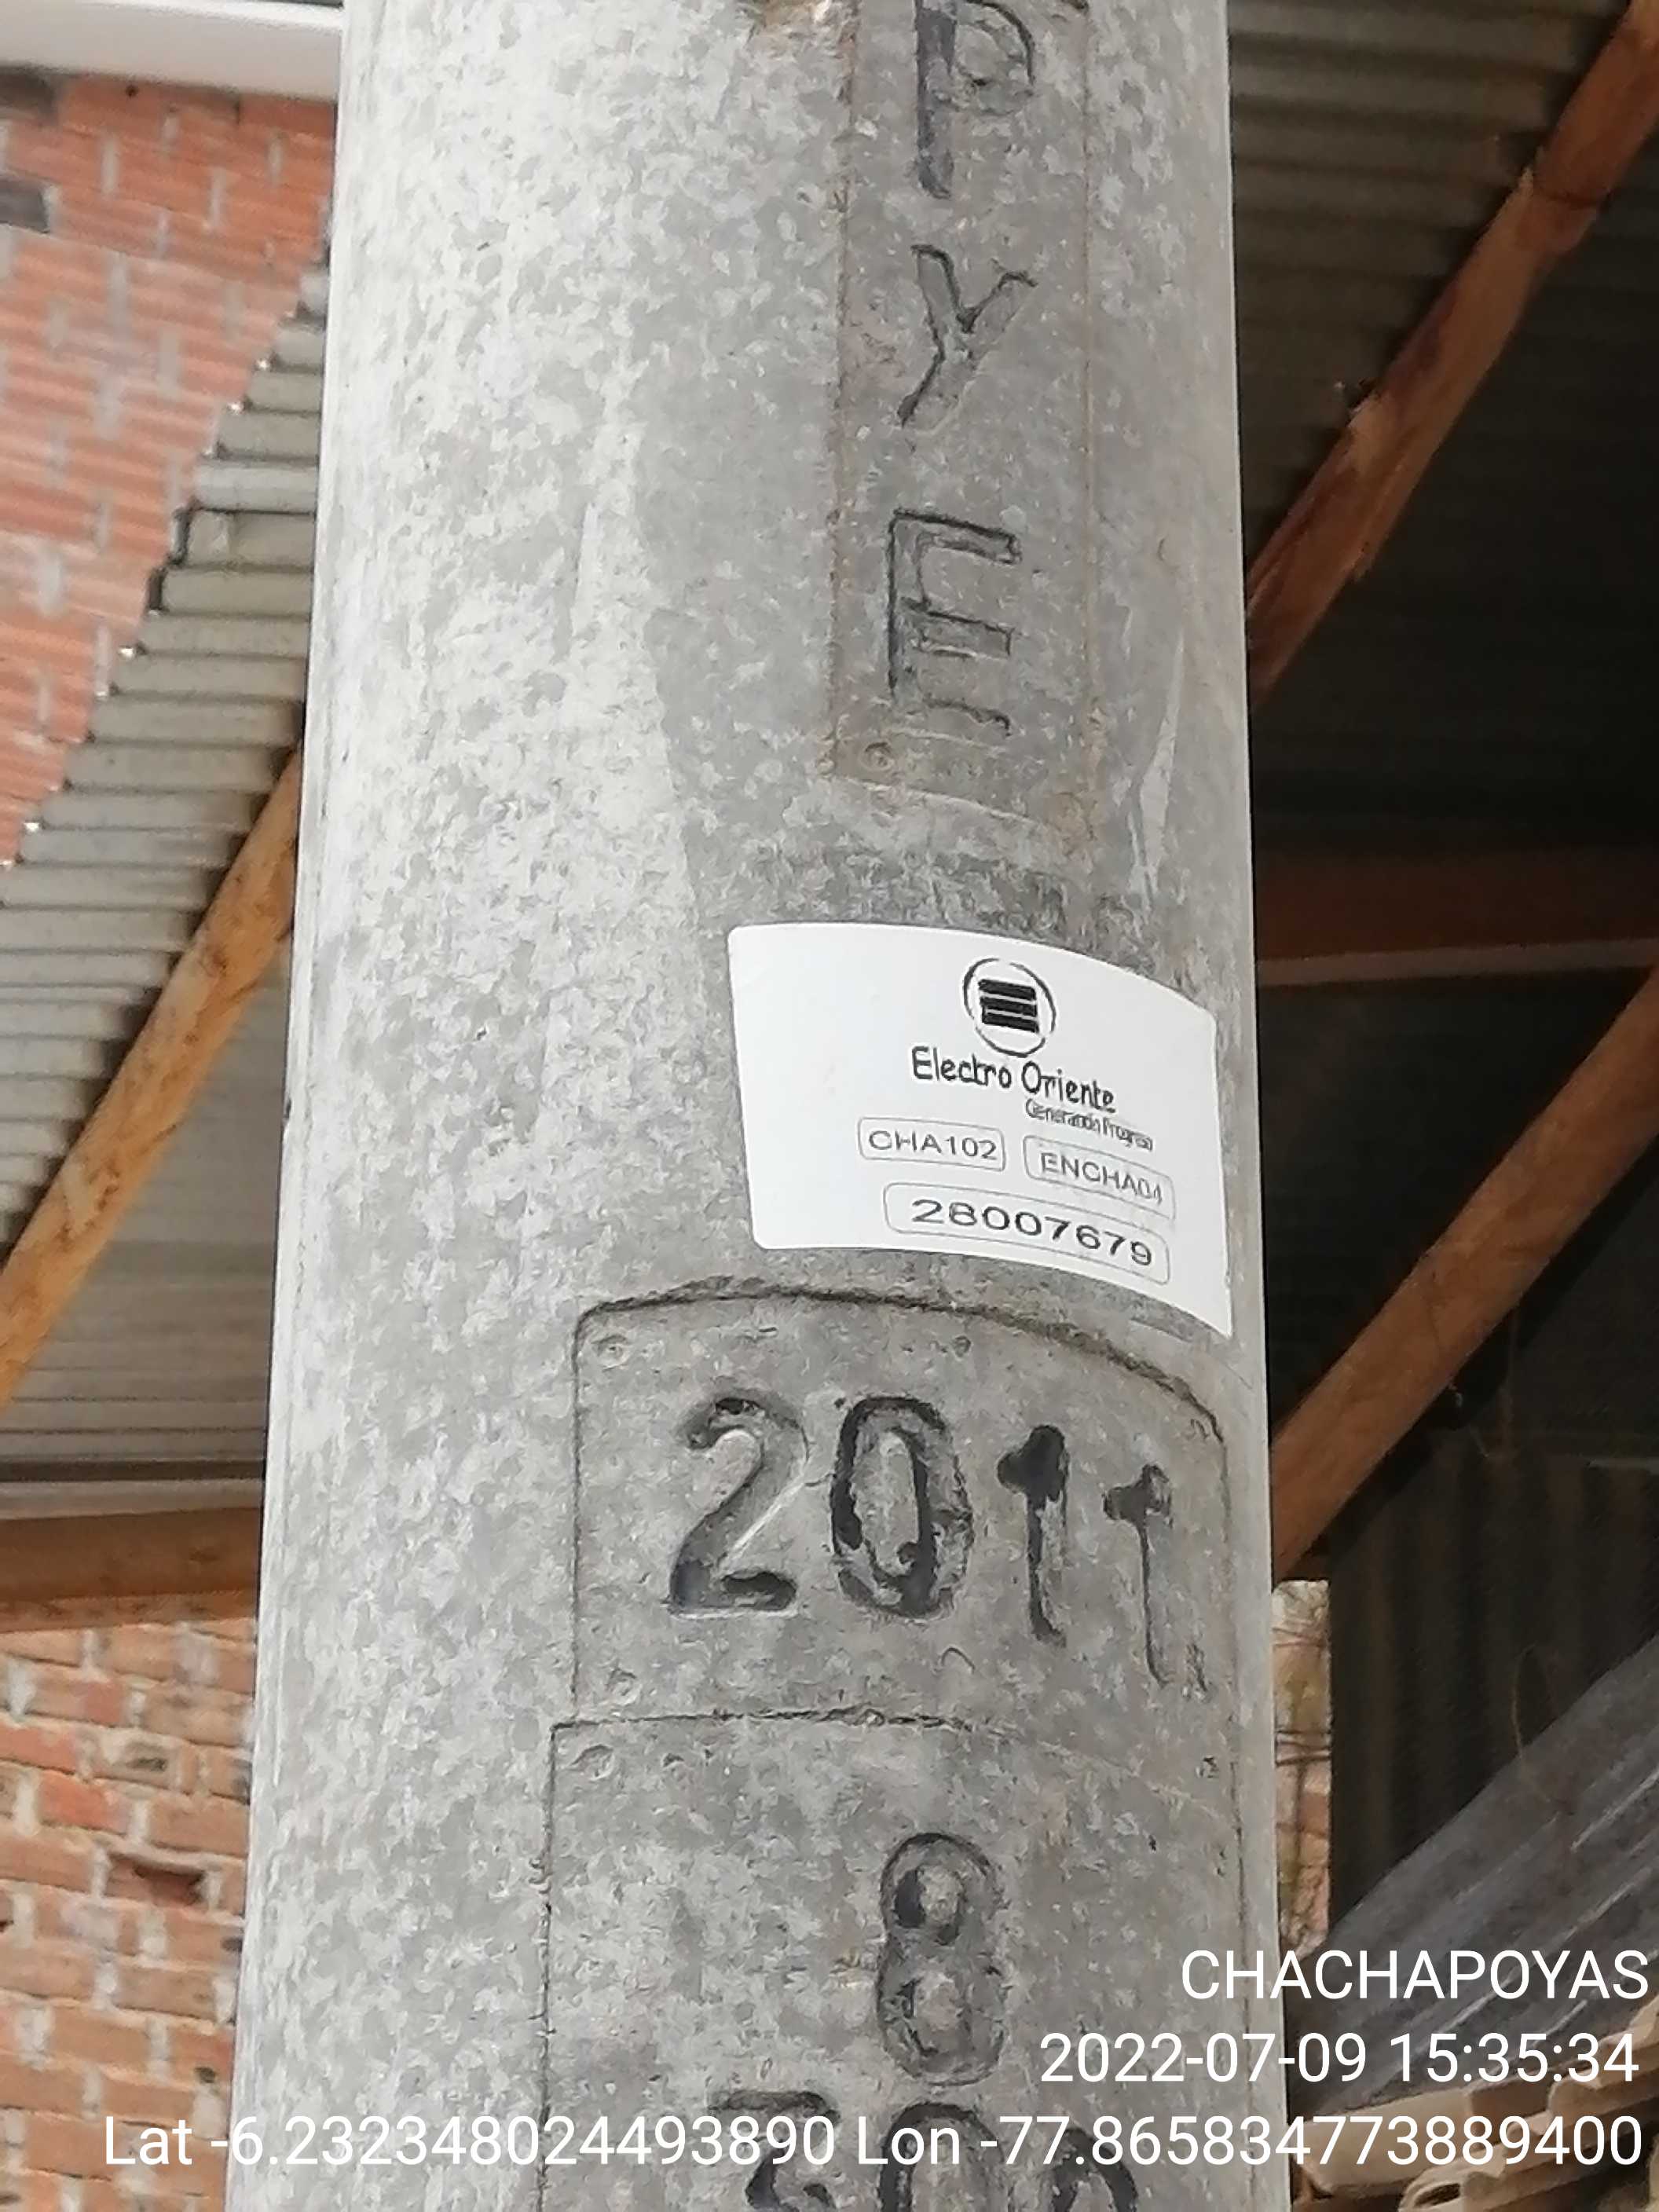 P
Y
E
Electro Oriente
Generando Progreso
CHA102 ENCHA04
28007679
2011
8
300
CHACHAPOYAS
2022-07-09 15:35:34
Lat -6.232348024493890 Lon -77.865834773889400